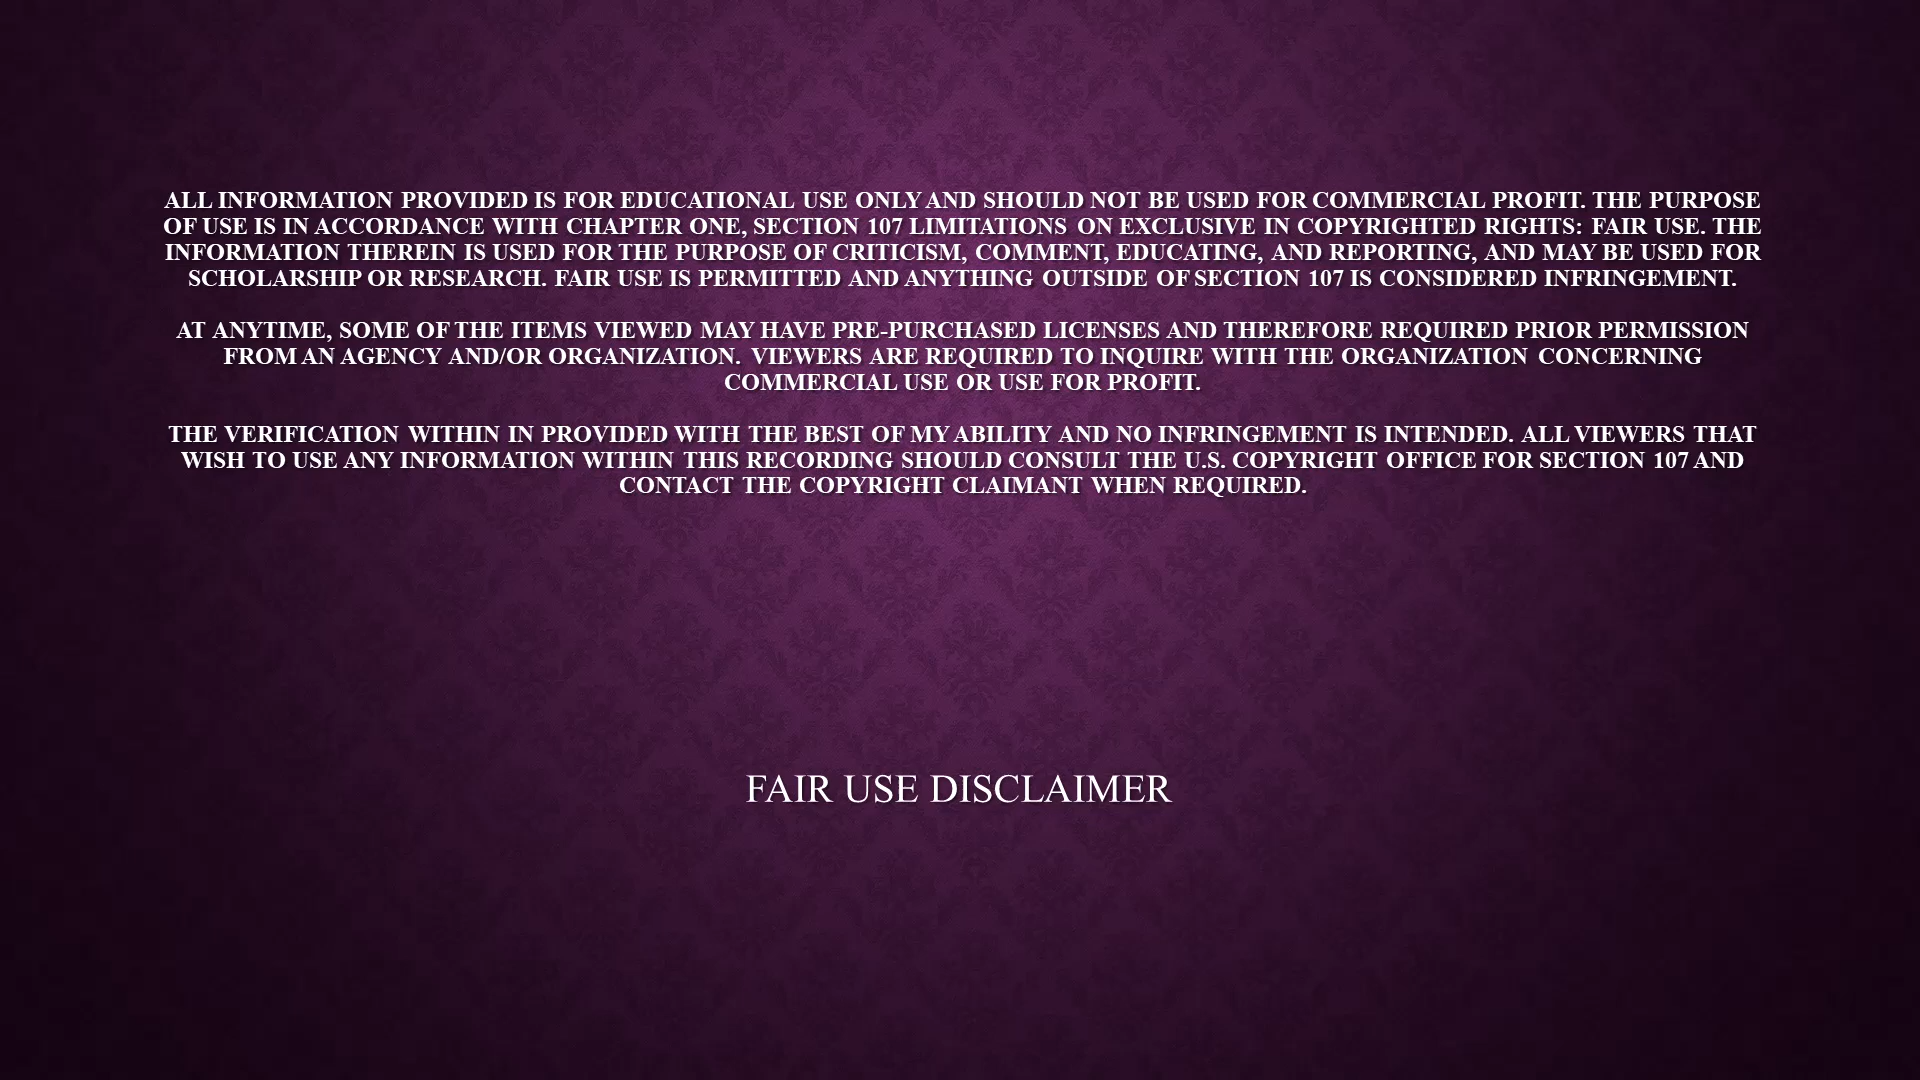 ALL INFORMATION PROVIDED IS FOR EDUCATIONAL USE ONLY AND SHOULD NOT BE USED FOR COMMERCIAL PROFIT. THE PURPOSE
OF USE IS IN ACCORDANCE WITH CHAPTER ONE, SECTION 107 LIMITATIONS ON EXCLUSIVE IN COPYRIGHTED RIGHTS: FAIR USE. THE
INFORMATION THEREIN IS USED FOR THE PURPOSE OF CRITICISM, COMMENT, EDUCATING, AND REPORTING, AND MAY BE USED FOR
SCHOLARSHIP OR RESEARCH. FAIR USE IS PERMITTED AND ANYTHING OUTSIDE OF SECTION 107 IS CONSIDERED INFRINGEMENT.
AT ANYTIME, SOME OF THE ITEMS VIEWED MAY HAVE PRE-PURCHASED LICENSES AND THEREFORE REQUIRED PRIOR PERMISSION
FROM AN AGENCY AND/OR ORGANIZATION. VIEWERS ARE REQUIRED TO INQUIRE WITH THE ORGANIZATION CONCERNING
COMMERCIAL USE OR USE FOR PROFIT.
THE VERIFICATION WITHIN IN PROVIDED WITH THE BEST OF MY ABILITY AND NO INFRINGEMENT IS INTENDED. ALL VIEWERS THAT
WISH TO USE ANY INFORMATION WITHIN THIS RECORDING SHOULD CONSULT THE U.S. COPYRIGHT OFFICE FOR SECTION 107 AND
CONTACT THE COPYRIGHT CLAIMANT WHEN REQUIRED.
FAIR USE DISCLAIMER